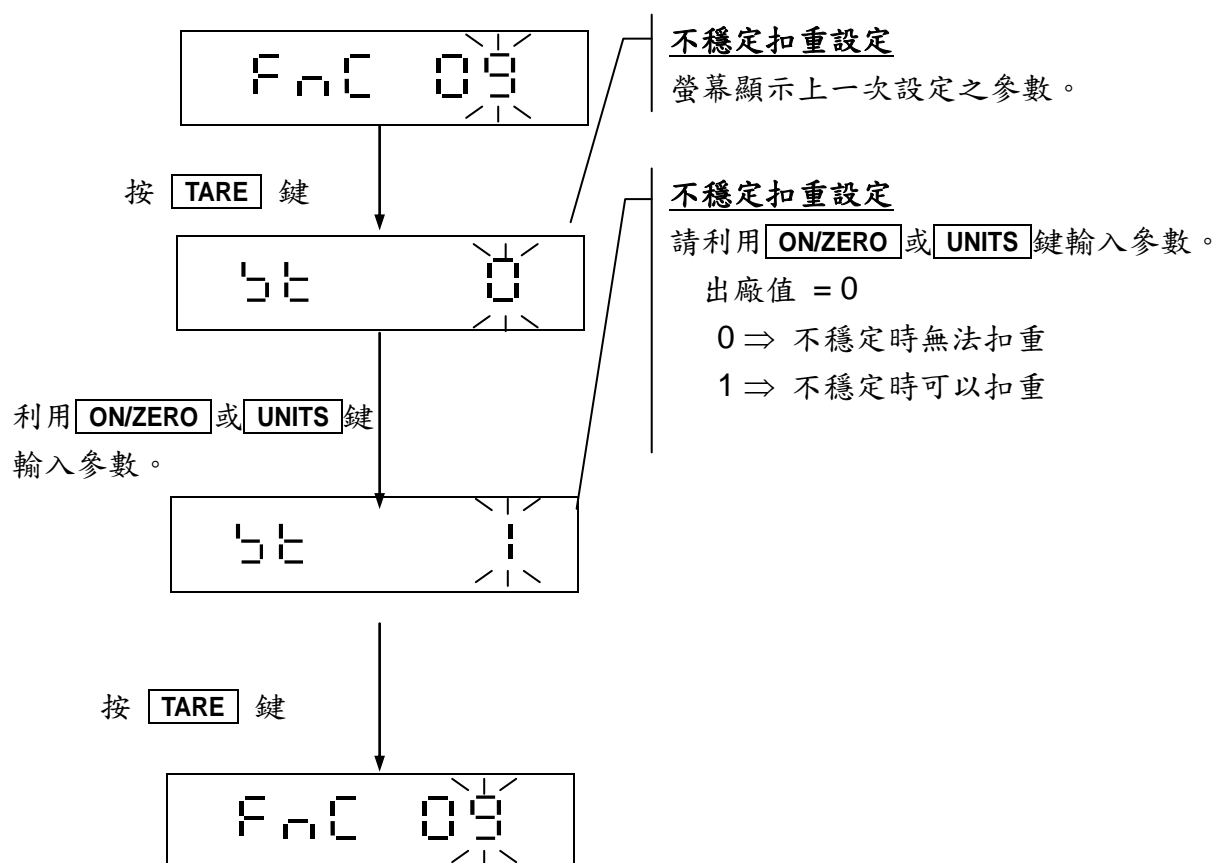 FnC 09
不穩定扣重設定
螢幕顯示上一次設定之參數。
按 TARE 鍵
St 0
不穩定扣重設定
請利用 ON/ZERO 或 UNITS 鍵輸入參數。
出廠值 = 0
0 ⇒ 不穩定時無法扣重
1 ⇒ 不穩定時可以扣重
利用 ON/ZERO 或 UNITS 鍵
輸入參數。
St 1
按 TARE 鍵
FnC 09